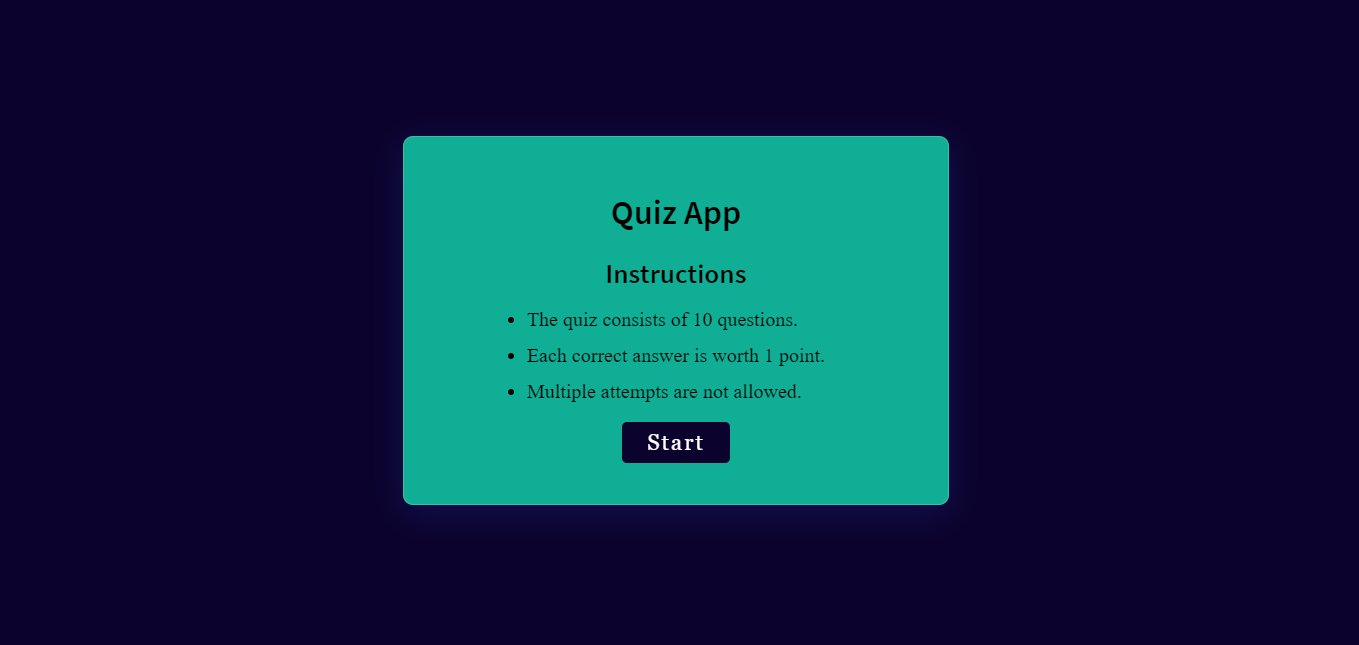 Quiz App
Instructions
• The quiz consists of 10 questions.
• Each correct answer is worth 1 point.
• Multiple attempts are not allowed.
Start